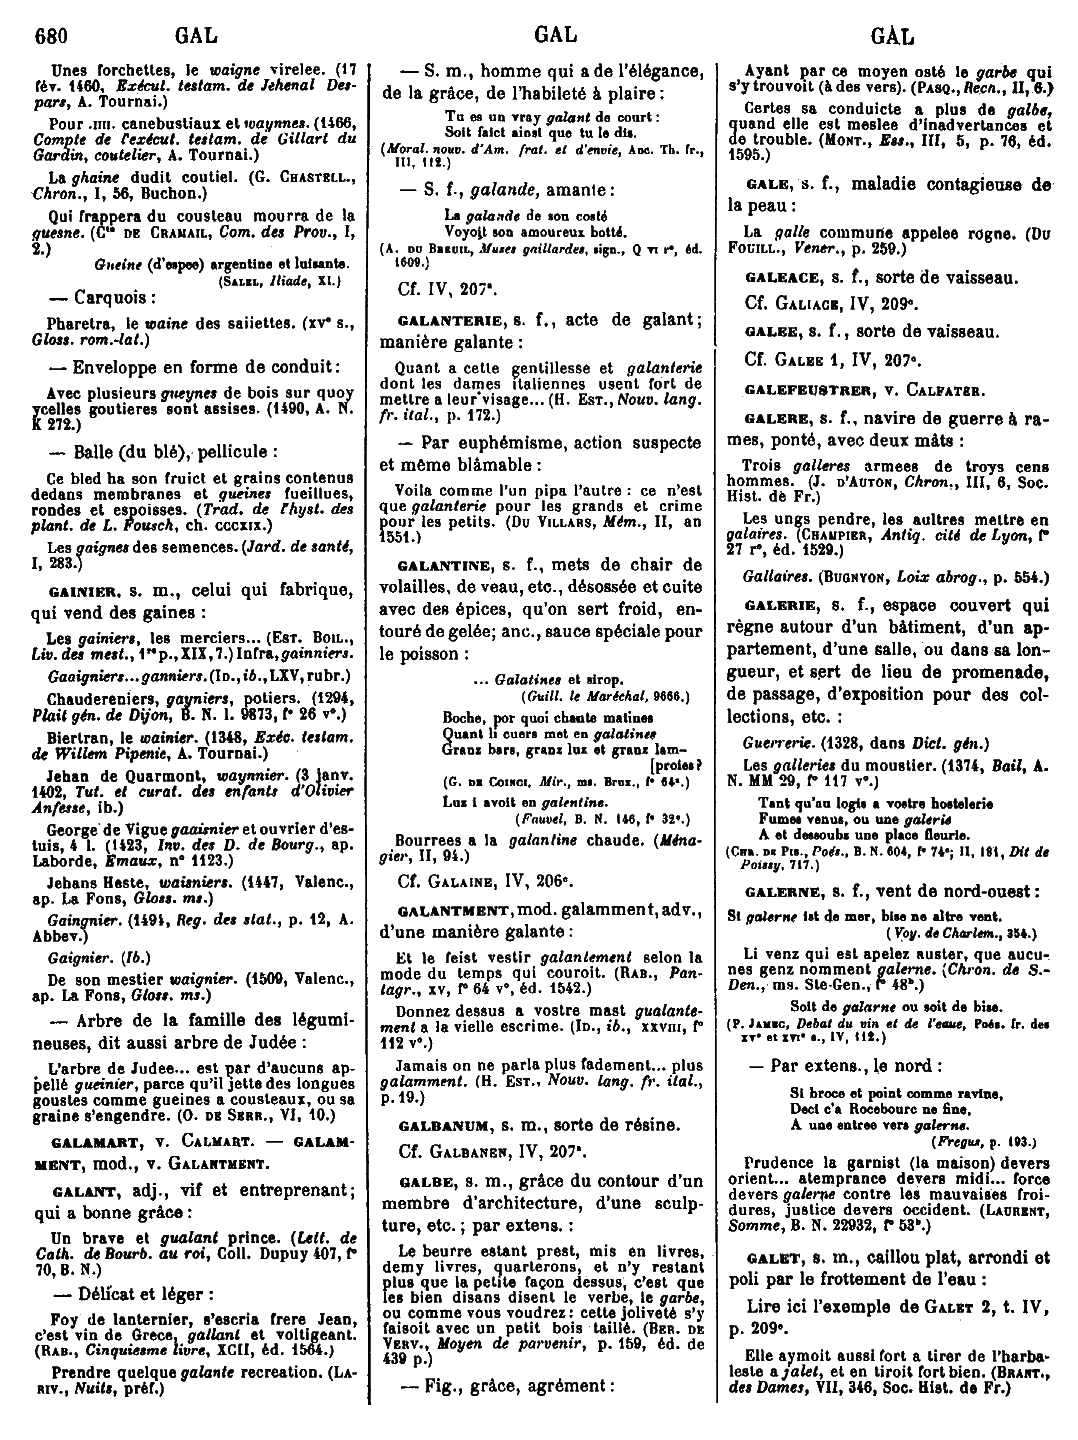 680 GAL GAL GAL
Unes forchettes, le waigne virelee. (17
fév. 1460, Exécut. testam. de Jehenal Des-
pars, A. Tournai.)
Pour .IIII. canebustiaux et waynnes. (1466,
Compte de l'exécut. testam. de Gillart du
Gardin, coutelier, A. Tournai.)
La ghaine dudit coutiel. (G. CHASTELL.,
Chron., I, 56, Buchon.)
Qui frappera du cousteau mourra de la
guesne. (Cte DE CRAMAIL, Com. des Prov., I,
2.)
Gueine (d'espee) argentine et luisante.
(SALEL, Iliade, XI.)
— Carquois :
Pharetra, le waine des saiiettes. (XVe s.,
Gloss. rom.-lat.)
— Enveloppe en forme de conduit :
Avec plusieurs gueynes de bois sur quoy
ycelles goutieres sont assises. (1490, A. N.
K 272.)
— Balle (du blé), pellicule :
Ce bled ha son fruict et grains contenus
dedans membranes et gueines fueillues,
rondes et espoisses. (Trad. de l'hyst. des
plant. de L. Fousch, ch. CCCXIX.)
Les gaignes des semences. (Jard. de santé,
I, 283.)
GAINIER, s. m., celui qui fabrique,
qui vend des gaines :
Les gainiers, les merciers... (EST. BOIL.,
Liv. des mest., 1re p., XIX, 7.) Infra, gainniers.
Gaaigniers... ganniers. (ID., ib., LXV, rubr.)
Chaudereniers, gayniers, potiers. (1294,
Plait gén. de Dijon, B. N. l. 9873, f° 26 v°.)
Biertran, le wainier. (1348, Exéc. testam.
de Willem Pipenie, A. Tournai.)
Jehan de Quarmont, waynnier. (3 janv.
1402, Tut. et curat. des enfants d'Olivier
Anfesse, ib.)
George de Vigue gaaisnier et ouvrier d'es-
tuis, 4 l. (1423, Inv. des D. de Bourg., ap.
Laborde, Emaux, n° 1123.)
Jehans Heste, waisniers. (1447, Valenc.,
ap. La Fons, Gloss. ms.)
Gaingnier. (1494, Reg. des stat., p. 12, A.
Abbev.)
Gaignier. (Ib.)
De son mestier waignier. (1509, Valenc.,
ap. La Fons, Gloss. ms.)
— Arbre de la famille des légumi-
neuses, dit aussi arbre de Judée :
L'arbre de Judee... est par d'aucuns ap-
pellé gueinier, parce qu'il jette des longues
goustes comme gueines a cousteaux, ou sa
graine s'engendre. (O. DE SERR., VI, 10.)
GALAMART, v. CALMART. — GALAM-
MENT, mod., v. GALANTMENT.
GALANT, adj., vif et entreprenant;
qui a bonne grâce :
Un brave et gualant prince. (Lett. de
Cath. de Bourb. au roi, Coll. Dupuy 407, f°
70, B. N.)
— Délicat et léger :
Foy de lanternier, s'escria frere Jean,
c'est vin de Grece, gallant et voltigeant.
(RAB., Cinquiesme livre, XCII, éd. 1564.)
Prendre quelque galante recreation. (LA-
RIV., Nuits, préf.)
— S. m., homme qui a de l'élégance,
de la grâce, de l'habileté à plaire :
Tu es un vray galant de court :
Soit faict ainsi que tu le dis.
(Moral. nouv. d'Am. frat. et d'envie, Anc. Th. fr.,
III, 112.)
— S. f., galande, amante :
La galande de son costé
Voyoit son amoureux botté.
(A. DU BREUIL, Muses gaillardes, sign., Q VI r°, éd.
1609.)
Cf. IV, 207a.
GALANTERIE, s. f., acte de galant;
manière galante :
Quant a cette gentillesse et galanterie
dont les dames italiennes usent fort de
mettre a leur visage... (H. EST., Nouv. lang.
fr. ital., p. 172.)
— Par euphémisme, action suspecte
et même blâmable :
Voila comme l'un pipa l'autre : ce n'est
que galanterie pour les grands et crime
pour les petits. (DU VILLARS, Mém., II, an
1551.)
GALANTINE, s. f., mets de chair de
volailles, de veau, etc., désossée et cuite
avec des épices, qu'on sert froid, en-
touré de gelée; anc., sauce spéciale pour
le poisson :
... Galatines et sirop.
(Guill. le Maréchal, 9666.)
Boche, por quoi chante matines
Quant li cuers met en galatines
Granz bars, granz luz et granz lam-
[proies?
(G. DE COINCI, Mir., ms. Brux., f° 64c.)
Luz i avoit en galentine.
(Fauvel, B. N. 146, f° 32c.)
Bourrees a la galantine chaude. (Ména-
gier, II, 94.)
Cf. GALAINE, IV, 206c.
GALANTMENT, mod. galamment, adv.,
d'une manière galante :
Et le feist vestir galantement selon la
mode du temps qui couroit. (RAB., Pan-
tagr., XV, f° 64 v°, éd. 1542.)
Donnez dessus a vostre mast gualante-
ment a la vielle escrime. (ID., ib., XXVIII, f°
112 v°.)
Jamais on ne parla plus fadement... plus
galamment. (H. EST., Nouv. lang. fr. ital.,
p. 19.)
GALBANUM, s. m., sorte de résine.
Cf. GALBANEN, IV, 207a.
GALBE, s. m., grâce du contour d'un
membre d'architecture, d'une sculp-
ture, etc.; par extens. :
Le beurre estant prest, mis en livres,
demy livres, quarterons, et n'y restant
plus que la petite façon dessus, c'est que
les bien disans disent le verbe, le garbe,
ou comme vous voudrez : cette joliveté s'y
faisoit avec un petit bois taillé. (BER. DE
VERV., Moyen de parvenir, p. 159, éd. de
439 p.)
— Fig., grâce, agrément :
Ayant par ce moyen osté le garbe qui
s'y trouvoit (à des vers). (PASQ., Rech., II, 6.)
Certes sa conduicte a plus de galbe,
quand elle est meslee d'inadvertances et
de trouble. (MONT., Ess., III, 5, p. 76, éd.
1595.)
GALE, s. f., maladie contagieuse de
la peau :
La galle commune appelee rogne. (DU
FOUILL., Vener., p. 259.)
GALEACE, s. f., sorte de vaisseau.
Cf. GALIACE, IV, 209c.
GALEE, s. f., sorte de vaisseau.
Cf. GALEE 1, IV, 207c.
GALEFEUSTRER, v. CALFATER.
GALERE, s. f., navire de guerre à ra-
mes, ponté, avec deux mâts :
Trois galleres armees de troys cens
hommes. (J. D'AUTON, Chron., III, 6, Soc.
Hist. de Fr.)
Les ungs pendre, les aultres mettre en
galaires. (CHAMPIER, Antiq. cité de Lyon, f°
27 r°, éd. 1529.)
Gallaires. (BUGNYON, Loix abrog., p. 554.)
GALERIE, s. f., espace couvert qui
règne autour d'un bâtiment, d'un ap-
partement, d'une salle, ou dans sa lon-
gueur, et sert de lieu de promenade,
de passage, d'exposition pour des col-
lections, etc. :
Guerrerie. (1328, dans Dict. gén.)
Les galleries du moustier. (1374, Bail, A.
N. MM 29, f° 117 v°.)
Tant qu'au logis a vostre hostelerie
Fumes venus, ou une galerie
A et dessoubs une place fleurie.
(CHR. DE PIS., Poés., B. N. 604, f° 74c; II, 181, Dit de
Poissy, 717.)
GALERNE, s. f., vent de nord-ouest :
Si galerne ist de mer, bise ne altre vent.
(Voy. de Charlem., 354.)
Li venz qui est apelez auster, que aucu-
nes genz nomment galerne. (Chron. de S.-
Den., ms. Ste-Gen., f° 48b.)
Soit de galarne ou soit de bise.
(P. JAMEC, Debat du vin et de l'eaue, Poés. fr. des
XVe et XVIe s., IV, 112.)
— Par extens., le nord :
Si broce et point comme ravine,
Deci c'a Rocebourc ne fine,
A une entree vers galerne.
(Fregus, p. 193.)
Prudence la garnist (la maison) devers
orient... atemprance devers midi... force
devers galerne contre les mauvaises froi-
dures, justice devers occident. (LAURENT,
Somme, B. N. 22932, f° 53b.)
GALET, s. m., caillou plat, arrondi et
poli par le frottement de l'eau :
Lire ici l'exemple de GALET 2, t. IV,
p. 209c.
Elle aymoit aussi fort a tirer de l'harba-
leste a jalet, et en tiroit fort bien. (BRANT.,
des Dames, VII, 346, Soc. Hist. de Fr.)